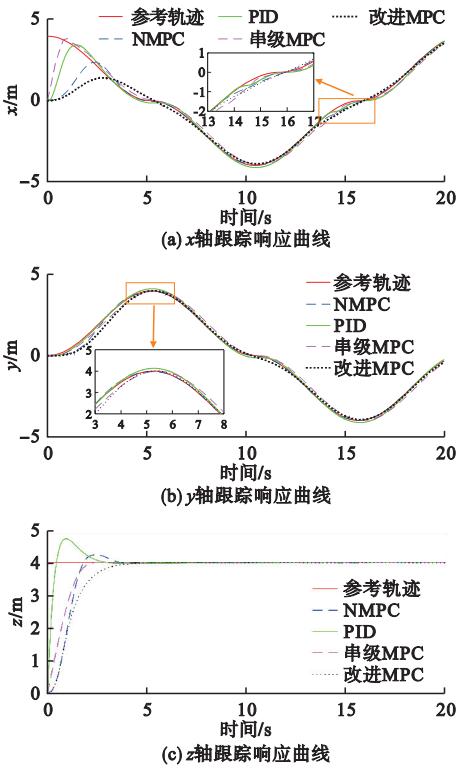 5
参考轨迹
PID
改进MPC
NMPC
串级MPC
x/m
0
-5
1
0
-1
-2
13 14 15 16 17
0 5 10 15 20
时间/s
(a) x轴跟踪响应曲线
5
参考轨迹
NMPC
PID
串级MPC
改进MPC
y/m
0
-5
5
4
3
2
3 4 5 6 7 8
0 5 10 15 20
时间/s
(b) y轴跟踪响应曲线
5
4
3
2
1
0
z/m
参考轨迹
NMPC
PID
串级MPC
改进MPC
0 5 10 15 20
时间/s
(c) z轴跟踪响应曲线